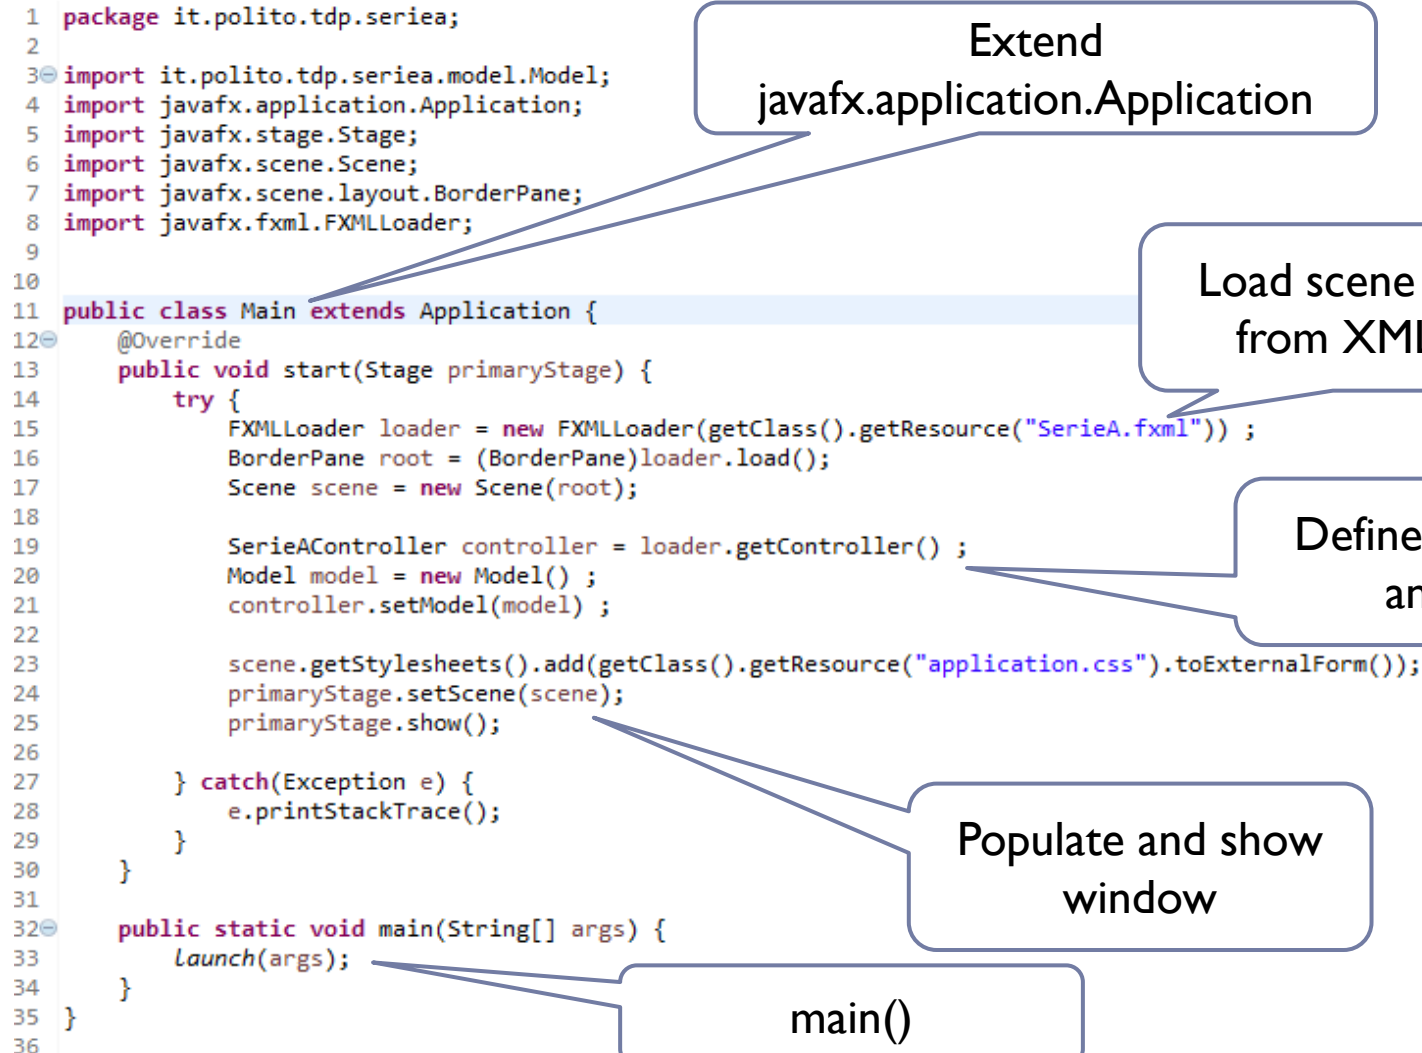 1 package it.polito.tdp.seriea;
2
3 import it.polito.tdp.seriea.model.Model;
4 import javafx.application.Application;
5 import javafx.stage.Stage;
6 import javafx.scene.Scene;
7 import javafx.scene.layout.BorderPane;
8 import javafx.fxml.FXMLLoader;
9
10
11 public class Main extends Application {
12 @Override
13 public void start(Stage primaryStage) {
14 try {
15 FXMLLoader loader = new FXMLLoader(getClass().getResource("SerieA.fxml")) ;
16 BorderPane root = (BorderPane)loader.load();
17 Scene scene = new Scene(root);
18
19 SerieAController controller = loader.getController() ;
20 Model model = new Model() ;
21 controller.setModel(model) ;
22
23 scene.getStylesheets().add(getClass().getResource("application.css").toExternalForm());
24 primaryStage.setScene(scene);
25 primaryStage.show();
26
27 } catch(Exception e) {
28 e.printStackTrace();
29 }
30 }
31
32 public static void main(String[] args) {
33 launch(args);
34 }
35 }
36
Extend
javafx.application.Application
Load scene
from
Define
Populate and show
window
main()